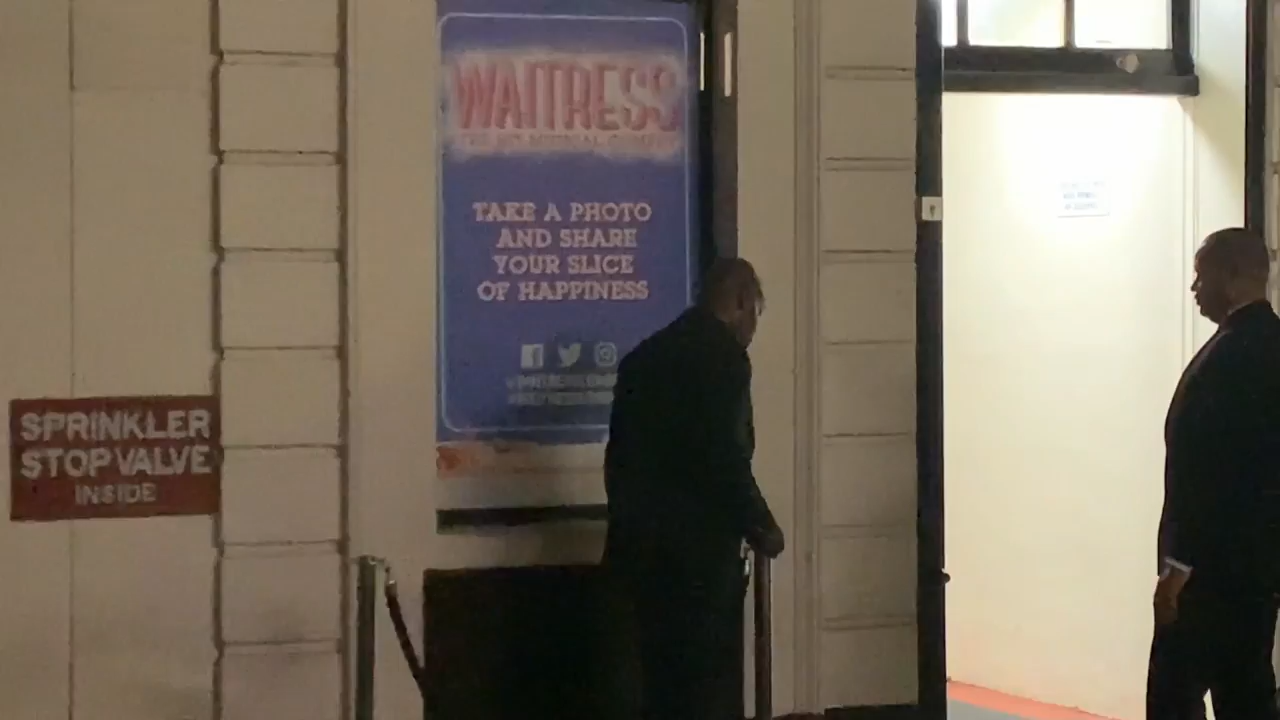 WAITRESS
TAKE A PHOTO
AND SHARE
YOUR SLICE
OF HAPPINESS
SPRINKLER
STOP VALVE
INSIDE